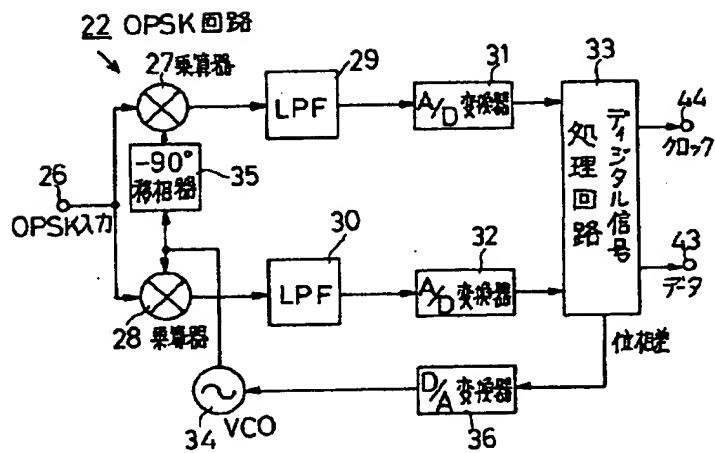 22 OPSK回路
27乗算器
29
LPF
31
A/D変換器
33
ディジタル信号
処理回路
44
クロック
26
OPSK入力
-90°
移相器
35
30
LPF
32
A/D変換器
43
データ
28 乗算器
位相差
34 VCO
D/A変換器
36